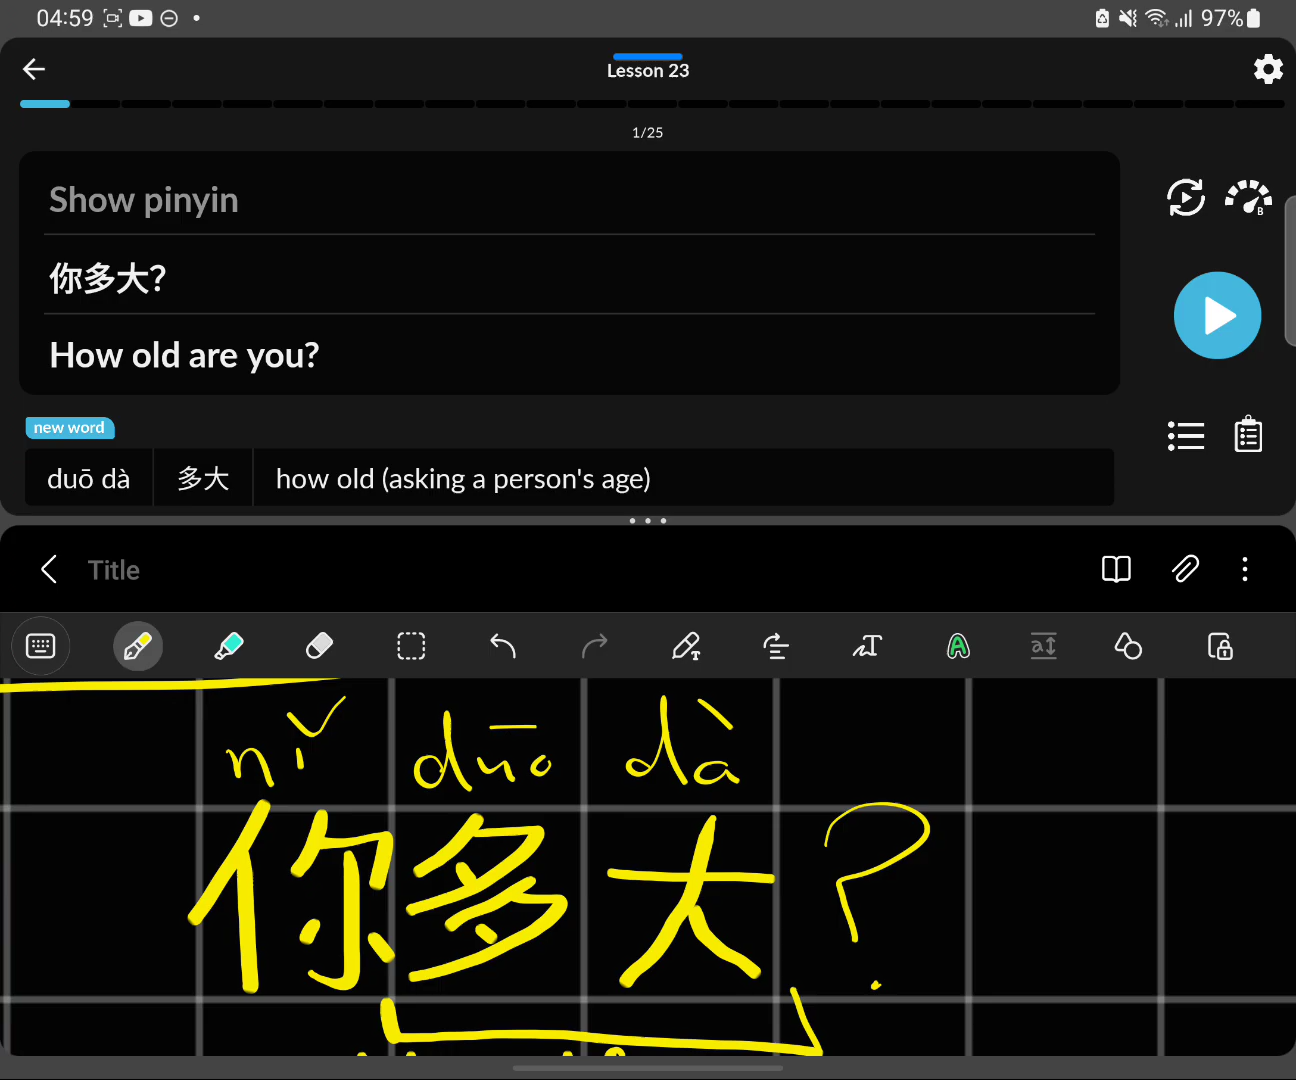 04:59
97%
Lesson 23
1/25
Show pinyin
你多大?
How old are you?
new word
duō dà 多大 how old (asking a person's age)
Title
nǐ duō dà
你多大?